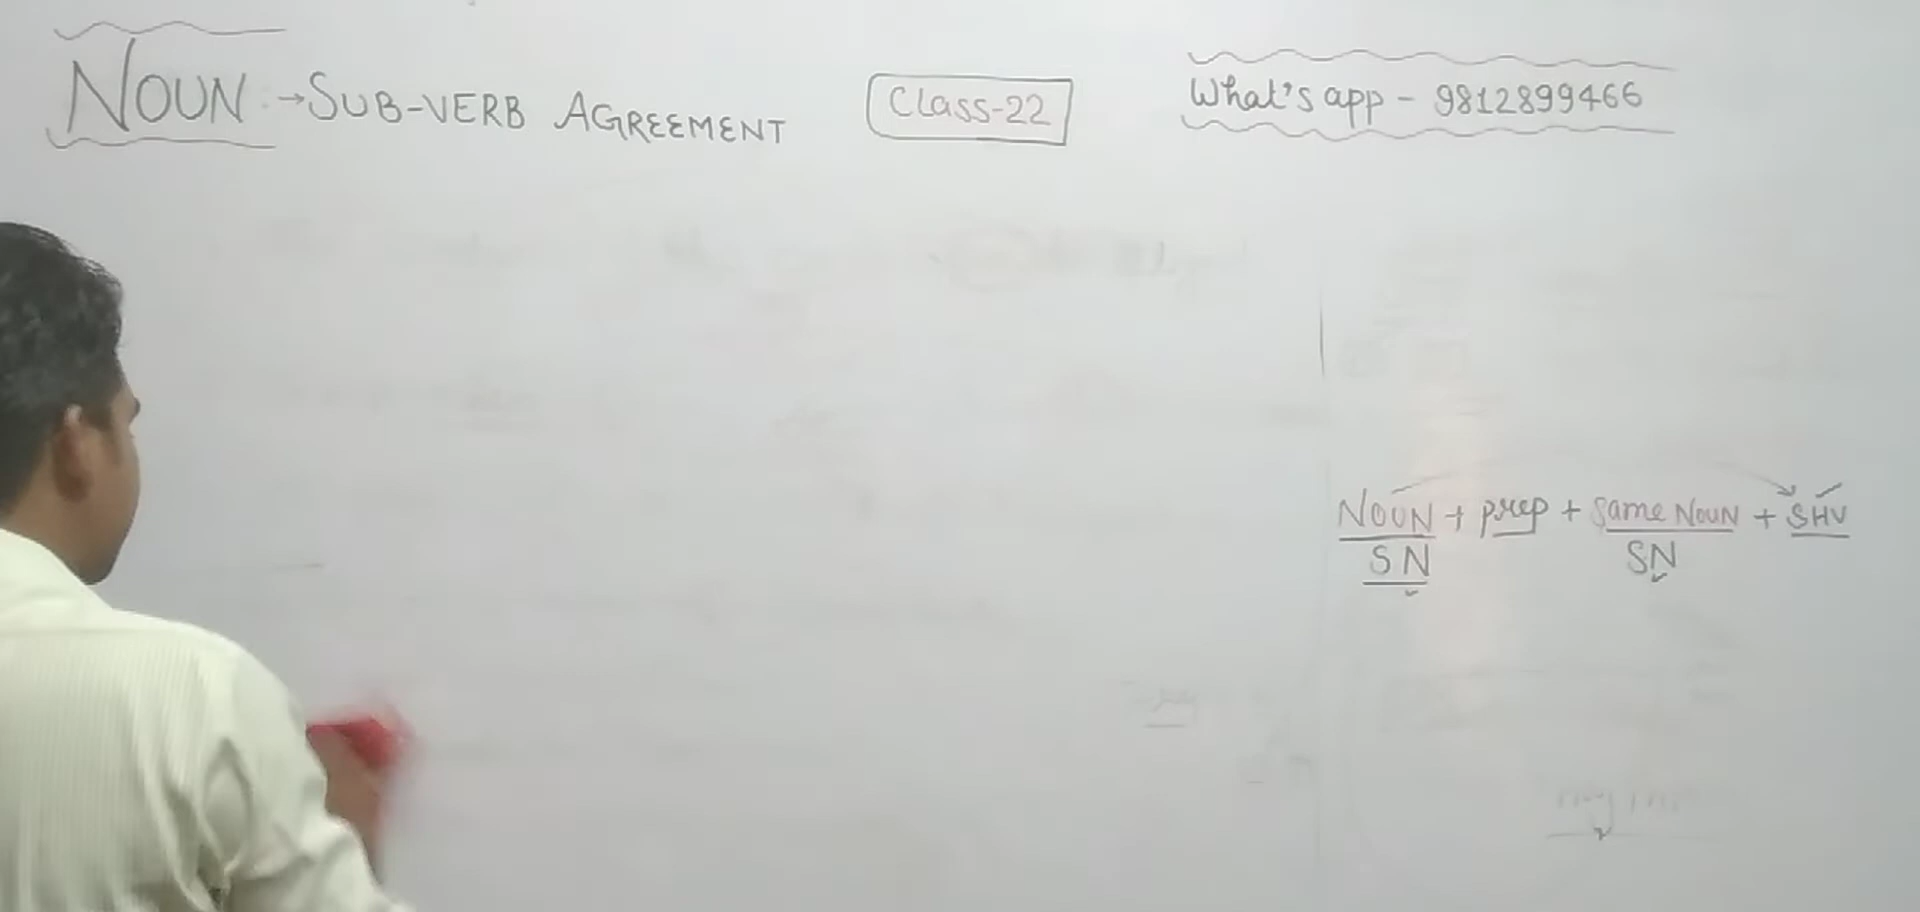 NOUN → SUB-VERB AGREEMENT
Class-22
What's app - 9812899466
NOUN + prep + Same NOUN + SHV
SN SN